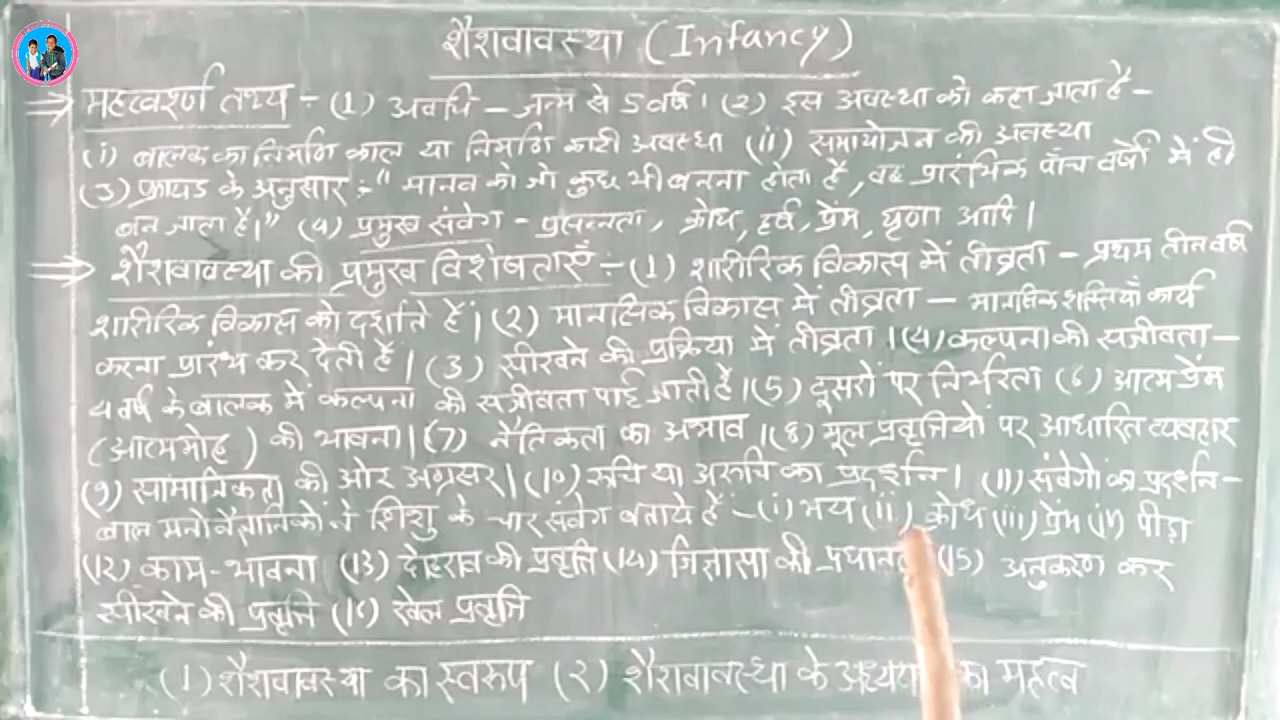 शैशवावस्था (Infancy)
⇒ महत्वपूर्ण तथ्य ÷ (1) अवधि – जन्म से 5 वर्ष। (2) इस अवस्था को कहा जाता है –
(i) बालक का निर्माण काल या निर्माण कारी अवस्था (ii) समायोजन की अवस्था
(3) फ्रायड के अनुसार :- "मानव को जो कुछ भी बनना होता है, वह प्रारंभिक पाँच वर्षों में ही
बन जाता है।" (4) प्रमुख संवेग - प्रसन्नता, क्रोध, हर्ष, प्रेम, घृणा आदि।
⇒ शैशवावस्था की प्रमुख विशेषताएँ ÷ (1) शारीरिक विकास में तीव्रता - प्रथम तीन वर्ष
शारीरिक विकास को दर्शाते हैं। (2) मानसिक विकास में तीव्रता – मानसिक शक्तियाँ कार्य
करना प्रारंभ कर देती हैं। (3) सीखने की प्रक्रिया में तीव्रता। (4) कल्पना की सजीवता –
4 वर्ष के बालक में कल्पना की सजीवता पाई जाती है। (5) दूसरों पर निर्भरता (6) आत्म प्रेम
(आत्ममोह) की भावना। (7) नैतिकता का अभाव। (8) मूल प्रवृत्तियों पर आधारित व्यवहार
(9) सामाजिकता की ओर अग्रसर। (10) रुचि या अरुचि का प्रदर्शन। (11) संवेगों का प्रदर्शन –
बाल मनोवैज्ञानिकों ने शिशु के चार संवेग बताये हैं – (i) भय (ii) क्रोध (iii) प्रेम (iv) पीड़ा
(12) काम-भावना (13) दोहराव की प्रवृत्ति (14) जिज्ञासा की (15) अनुकरण कर
सीखने की प्रवृत्ति (16) खेल प्रवृत्ति
(1) शैशवावस्था का स्वरूप (2) शैशवावस्था के का महत्व